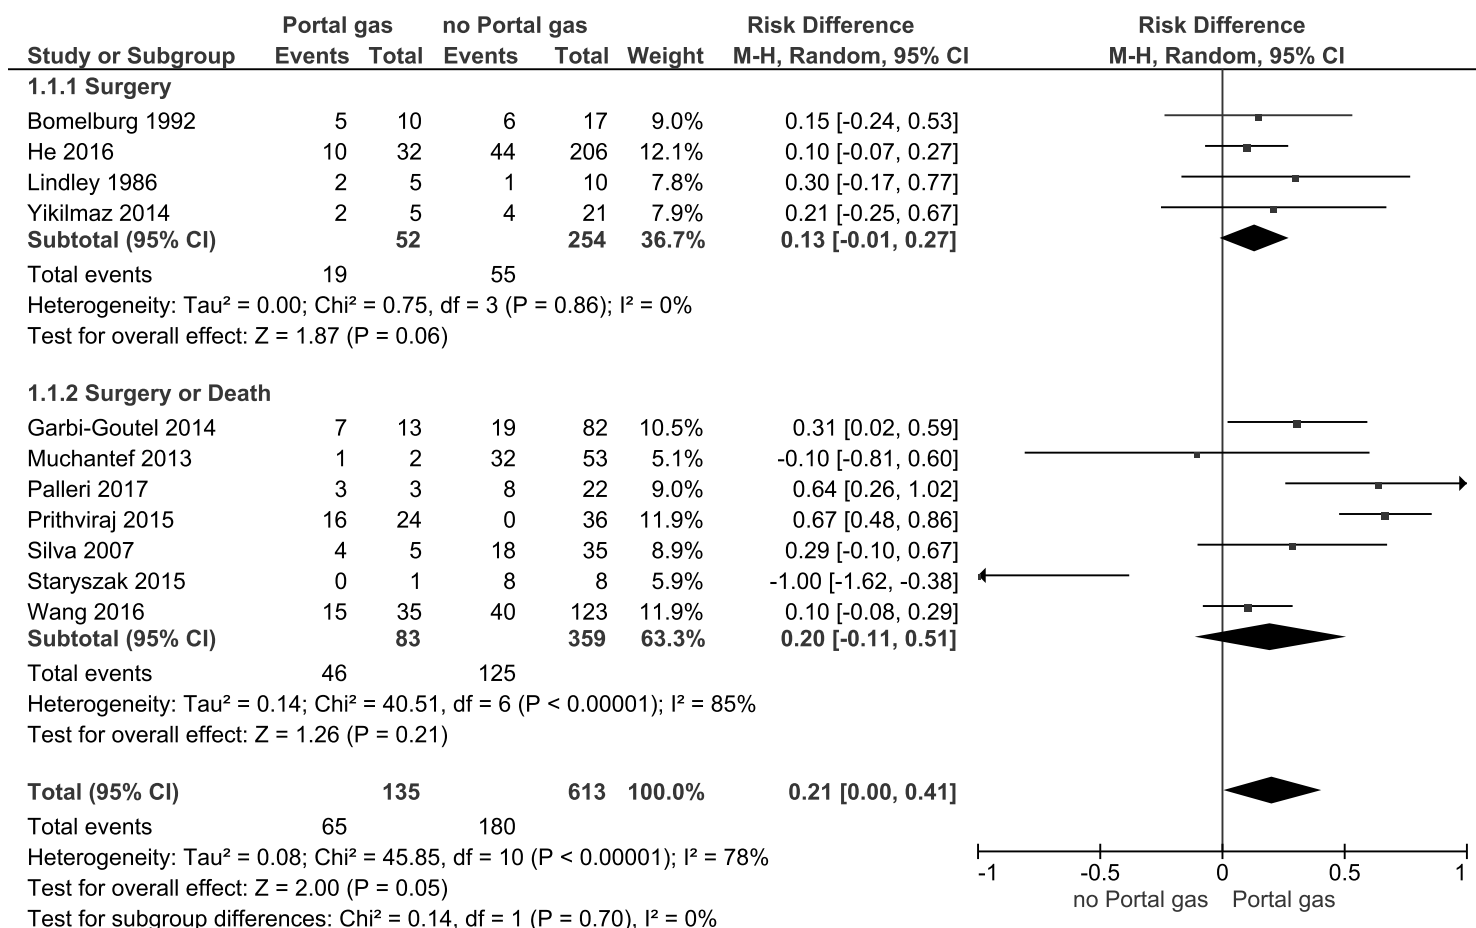 Portal gas no Portal gas Risk Difference Risk Difference
Study or Subgroup Events Total Events Total Weight M-H, Random, 95% CI M-H, Random, 95% CI
1.1.1 Surgery
Bomelburg 1992 5 10 6 17 9.0% 0.15 [-0.24, 0.53]
He 2016 10 32 44 206 12.1% 0.10 [-0.07, 0.27]
Lindley 1986 2 5 1 10 7.8% 0.30 [-0.17, 0.77]
Yikilmaz 2014 2 5 4 21 7.9% 0.21 [-0.25, 0.67]
Subtotal (95% CI) 52 254 36.7% 0.13 [-0.01, 0.27]
Total events 19 55
Heterogeneity: Tau² = 0.00; Chi² = 0.75, df = 3 (P = 0.86); I² = 0%
Test for overall effect: Z = 1.87 (P = 0.06)
1.1.2 Surgery or Death
Garbi-Goutel 2014 7 13 19 82 10.5% 0.31 [0.02, 0.59]
Muchantef 2013 1 2 32 53 5.1% -0.10 [-0.81, 0.60]
Palleri 2017 3 3 8 22 9.0% 0.64 [0.26, 1.02]
Prithviraj 2015 16 24 0 36 11.9% 0.67 [0.48, 0.86]
Silva 2007 4 5 18 35 8.9% 0.29 [-0.10, 0.67]
Staryszak 2015 0 1 8 8 5.9% -1.00 [-1.62, -0.38]
Wang 2016 15 35 40 123 11.9% 0.10 [-0.08, 0.29]
Subtotal (95% CI) 83 359 63.3% 0.20 [-0.11, 0.51]
Total events 46 125
Heterogeneity: Tau² = 0.14; Chi² = 40.51, df = 6 (P < 0.00001); I² = 85%
Test for overall effect: Z = 1.26 (P = 0.21)
Total (95% CI) 135 613 100.0% 0.21 [0.00, 0.41]
Total events 65 180
Heterogeneity: Tau² = 0.08; Chi² = 45.85, df = 10 (P < 0.00001); I² = 78%
Test for overall effect: Z = 2.00 (P = 0.05)
Test for subgroup differences: Chi² = 0.14, df = 1 (P = 0.70), I² = 0%
-1 -0.5 0 0.5 1
no Portal gas Portal gas